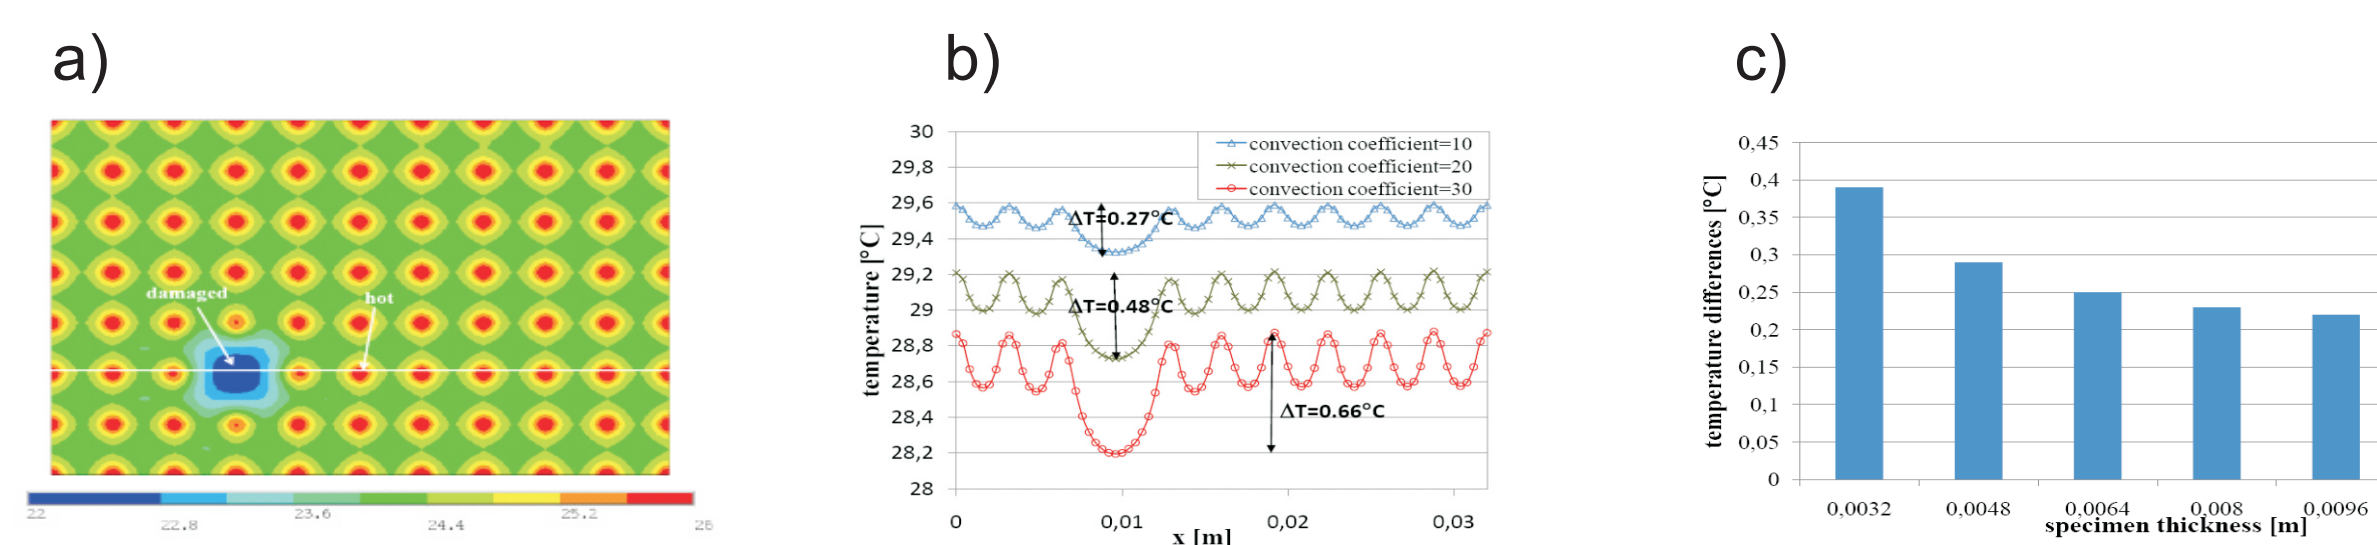 a)
damaged
hot
22
22.8
23.6
24.4
25.2
26
b)
30
29,8
29,6
29,4
29,2
29
28,8
28,6
28,4
28,2
28
temperature [°C]
convection coefficient=10
convection coefficient=20
convection coefficient=30
ΔT=0.27°C
ΔT=0.48°C
ΔT=0.66°C
0 0,01 0,02 0,03
x [m]
c)
0,45
0,4
0,35
0,3
0,25
0,2
0,15
0,1
0,05
0
temperature differences [°C]
0,0032 0,0048 0,0064 0,008 0,0096
specimen thickness [m]